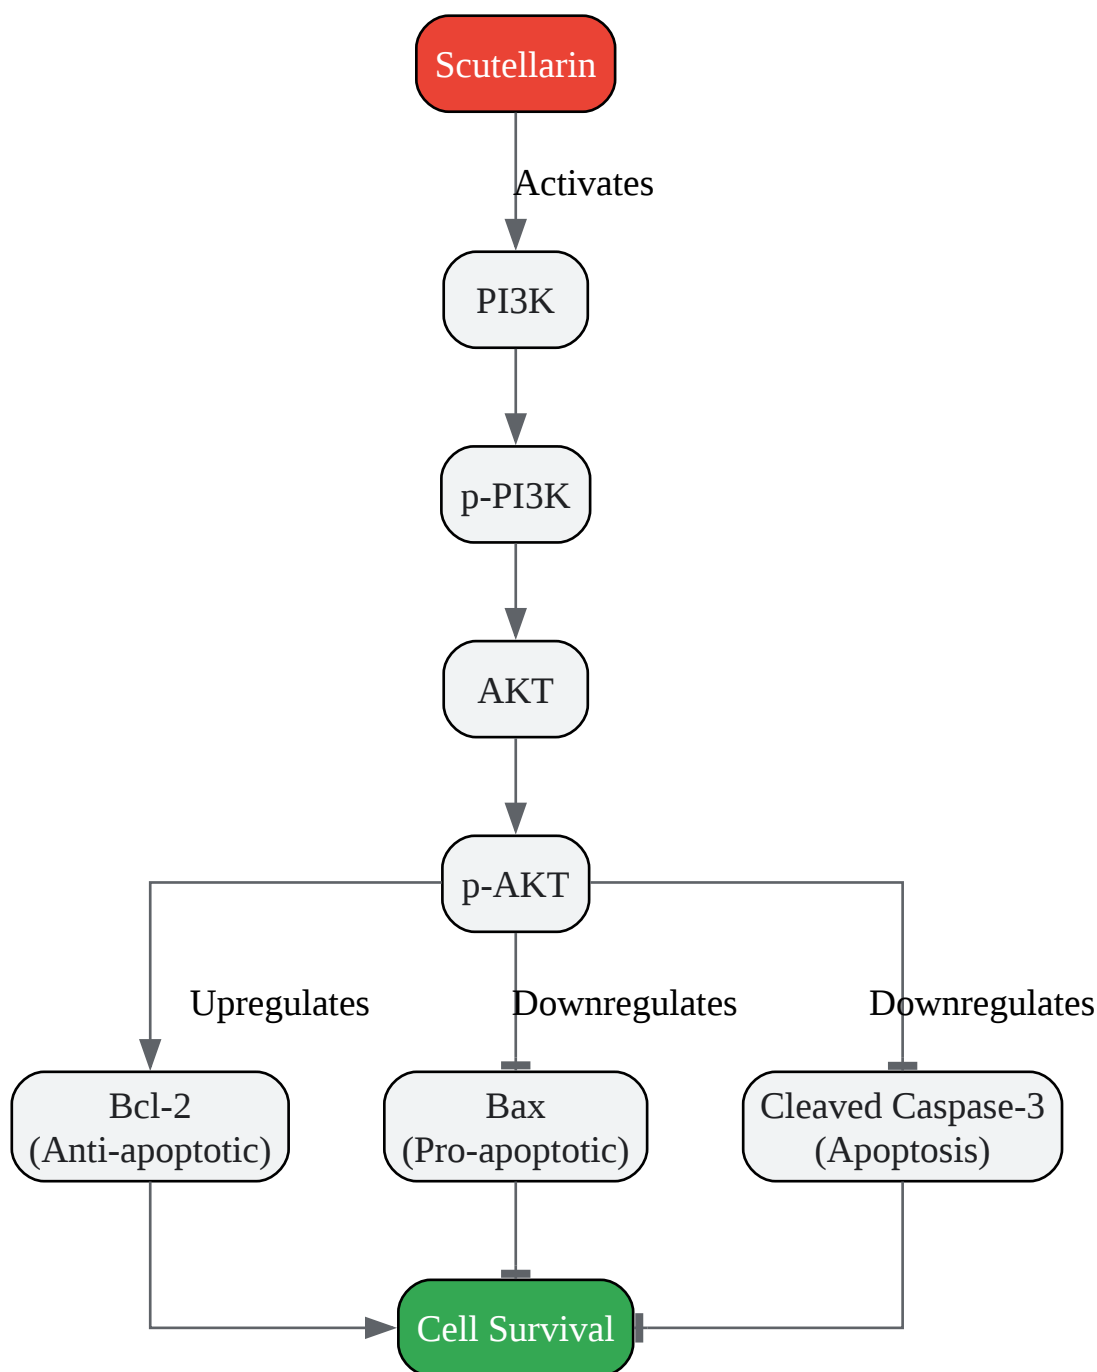 Scutellarin
Activates
PI3K
p-PI3K
AKT
p-AKT
Upregulates
Downregulates
Downregulates
Bcl-2
(Anti-apoptotic)
Bax
(Pro-apoptotic)
Cleaved Caspase-3
(Apoptosis)
Cell Survival